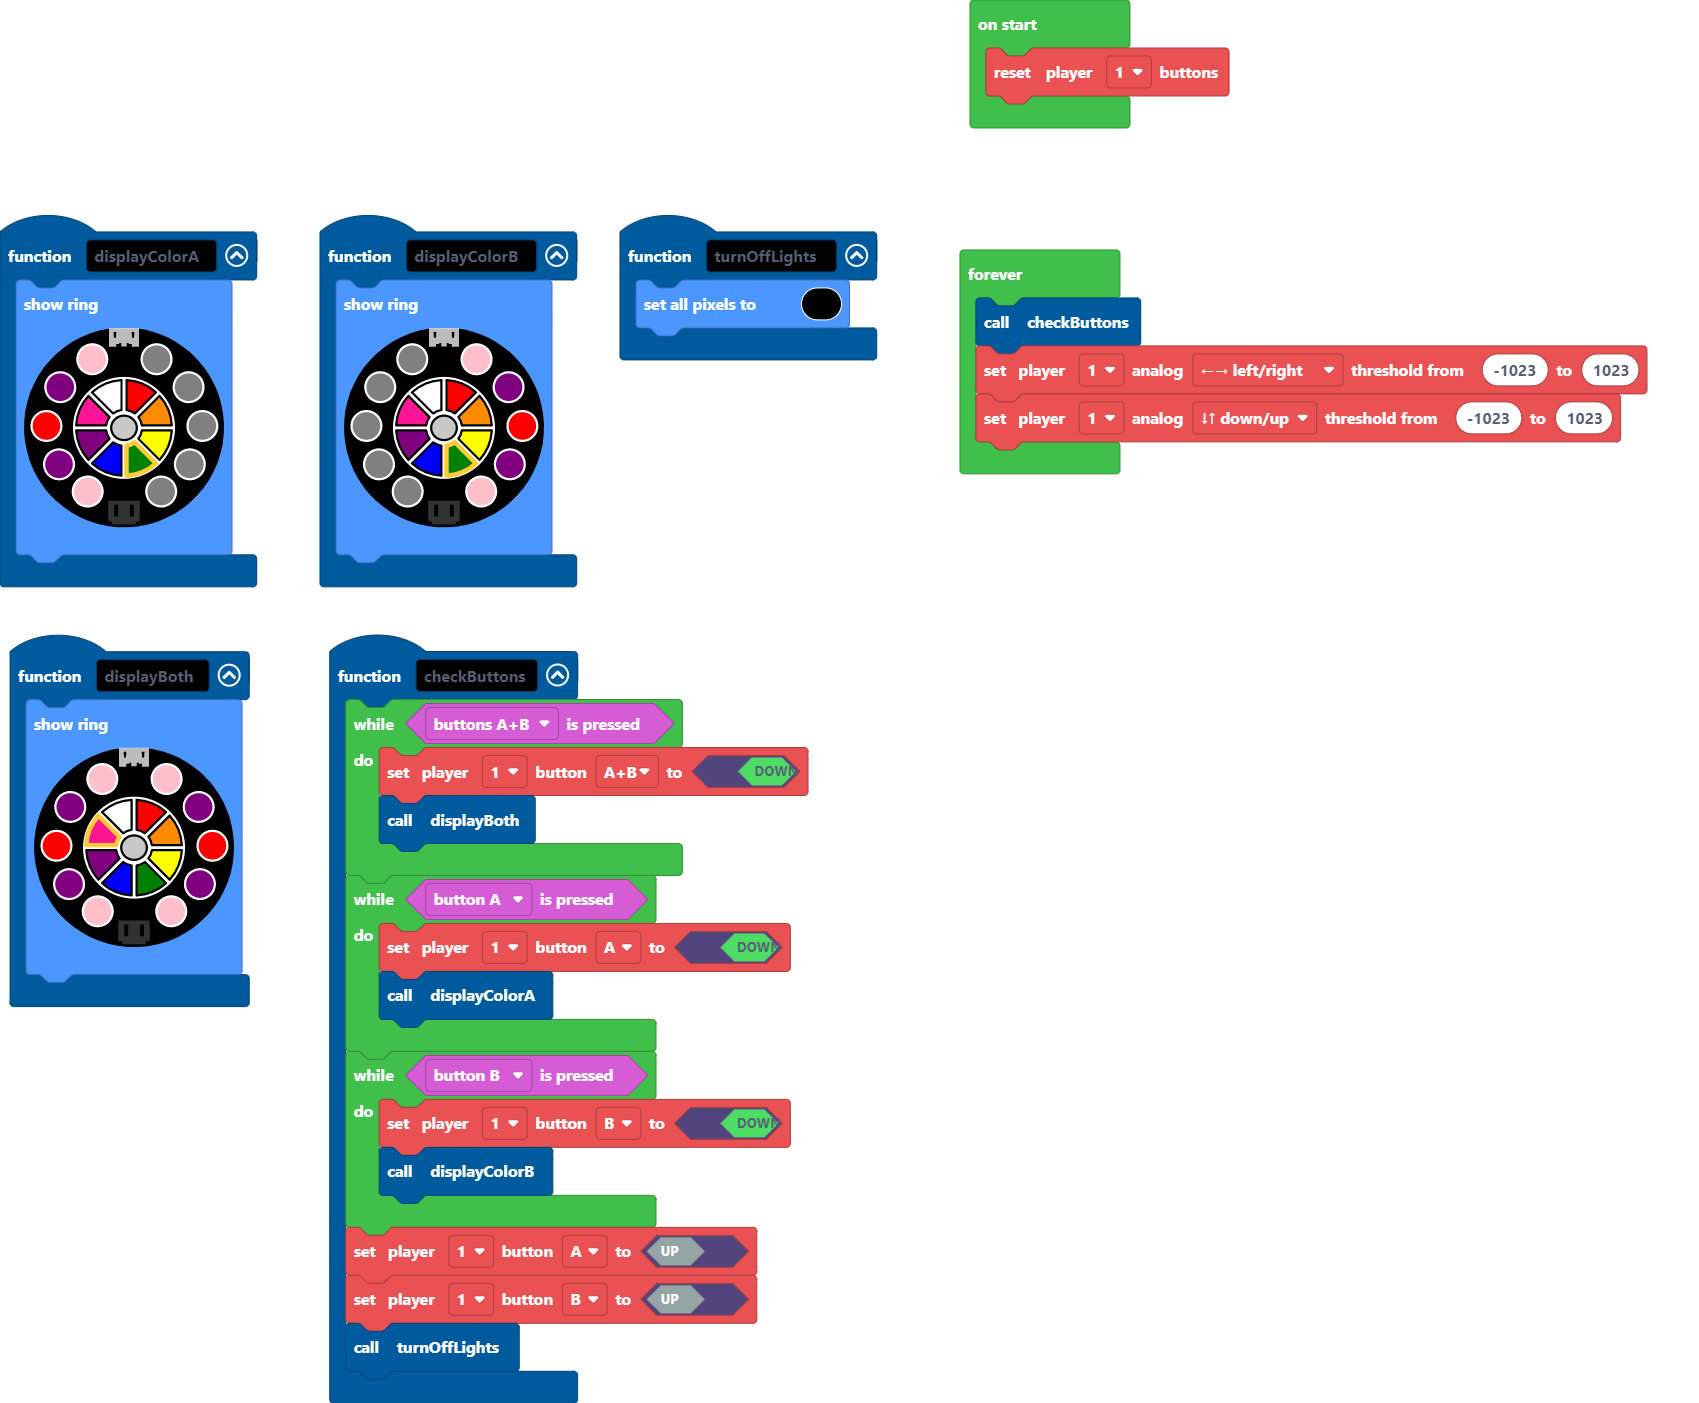 on start
reset player 1 buttons
function displayColorA
show ring
function displayColorB
show ring
function turnOffLights
set all pixels to
forever
call checkButtons
set player 1 analog ←→ left/right threshold from -1023 to 1023
set player 1 analog ↓↑ down/up threshold from -1023 to 1023
function displayBoth
show ring
function checkButtons
while buttons A+B is pressed
do
set player 1 button A+B to DOWN
call displayBoth
while button A is pressed
do
set player 1 button A to DOWN
call displayColorA
while button B is pressed
do
set player 1 button B to DOWN
call displayColorB
set player 1 button A to UP
set player 1 button B to UP
call turnOffLights